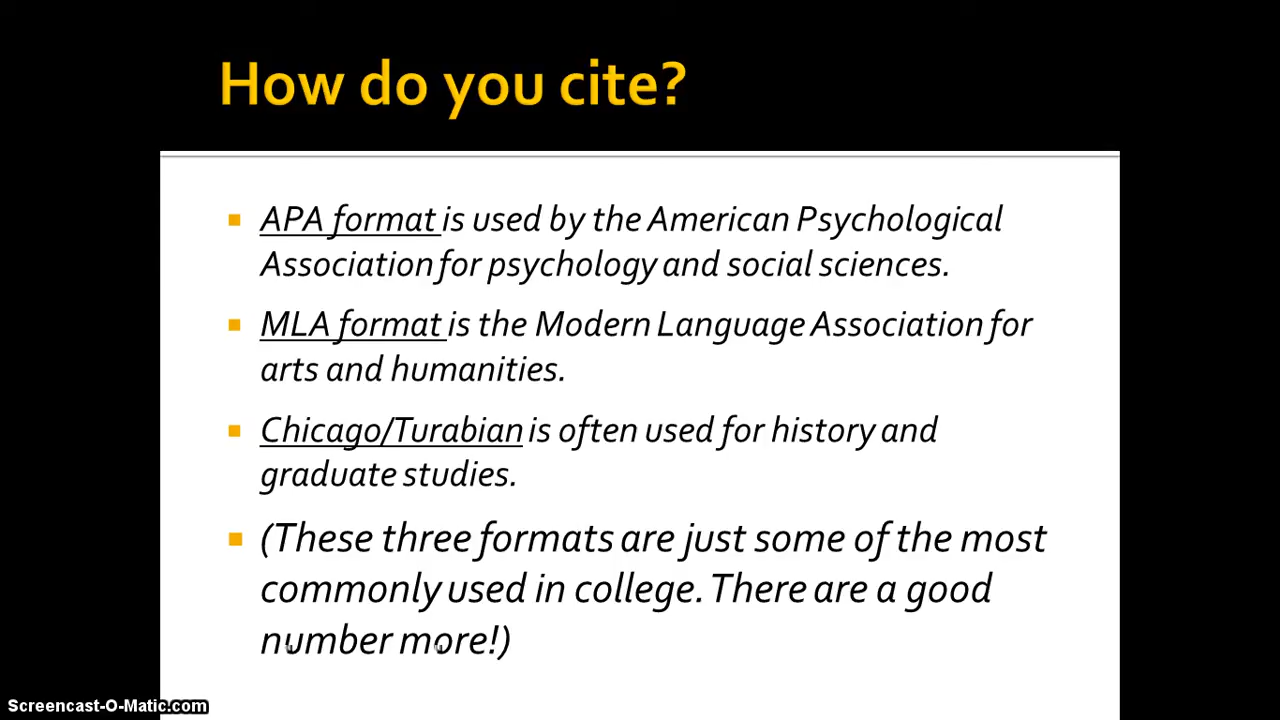 How do you cite?
APA format is used by the American Psychological
Association for psychology and social sciences.
MLA format is the Modern Language Association for
arts and humanities.
Chicago/Turabian is often used for history and
graduate studies.
(These three formats are just some of the most
commonly used in college. There are a good
number more!)
Screencast-O-Matic.com